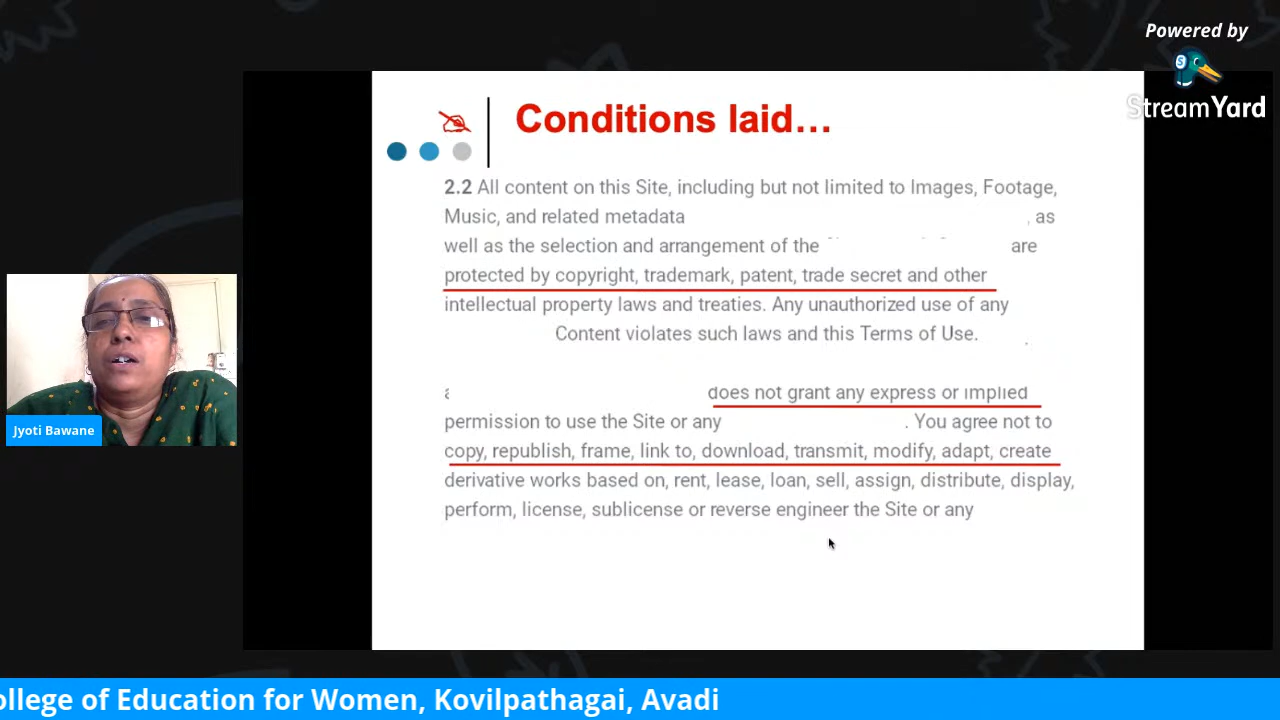 Powered by
StreamYard
Conditions laid...
2.2 All content on this Site, including but not limited to Images, Footage,
Music, and related metadata , as
well as the selection and arrangement of the are
protected by copyright, trademark, patent, trade secret and other
intellectual property laws and treaties. Any unauthorized use of any
Content violates such laws and this Terms of Use.
does not grant any express or implied
permission to use the Site or any . You agree not to
copy, republish, frame, link to, download, transmit, modify, adapt, create
derivative works based on, rent, lease, loan, sell, assign, distribute, display,
perform, license, sublicense or reverse engineer the Site or any
Jyoti Bawane
ollege of Education for Women, Kovilpathagai, Avadi